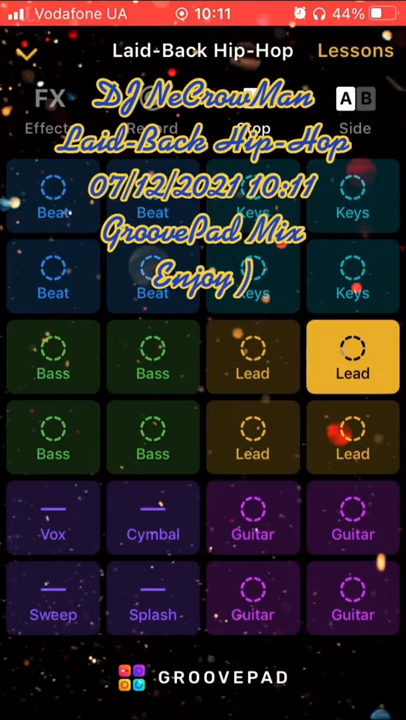 Vodafone UA 10:11 44%
Laid-Back Hip-Hop Lessons
FX AB
DJ NeCrowMan
Side
Laid-Back Hip-Hop
07/12/2021 10:11
Beat Beat Keys Keys
GroovePad Mix
Enjoy )
Beat Beat Keys
Bass Bass Lead Lead
Bass Bass Lead Lead
Vox Cymbal Guitar Guitar
Sweep Splash Guitar Guitar
GROOVEPAD